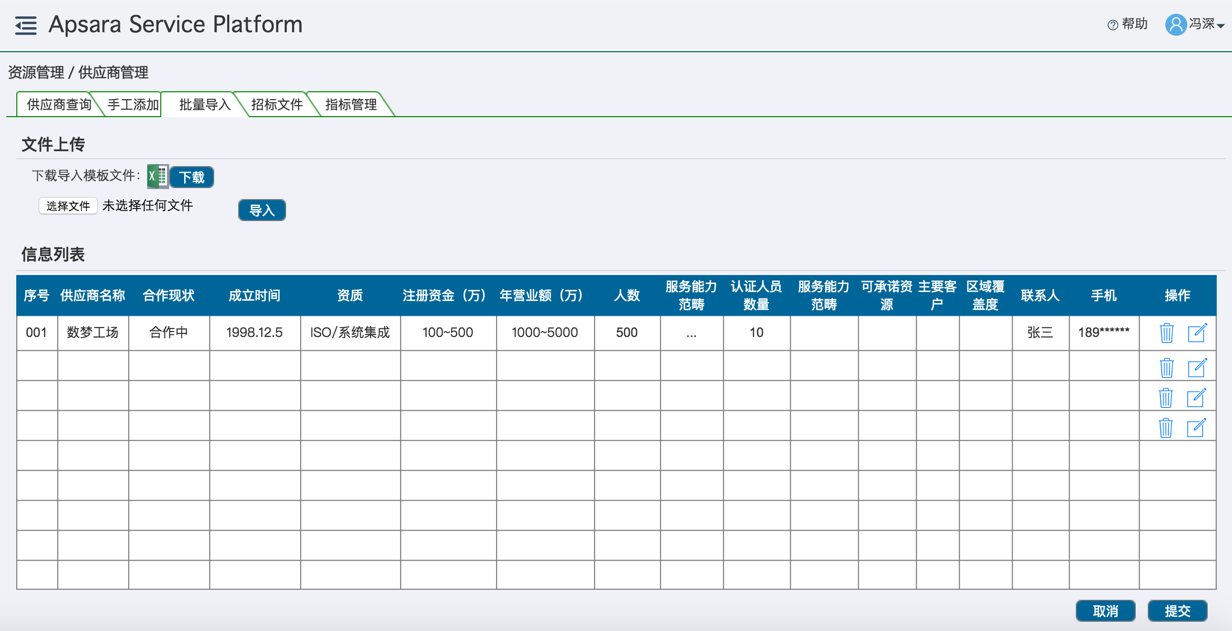 Apsara Service Platform
帮助 冯深
资源管理 / 供应商管理
供应商查询 手工添加 批量导入 招标文件 指标管理
文件上传
下载导入模板文件: 下载
选择文件 未选择任何文件 导入
信息列表
序号 供应商名称 合作现状 成立时间 资质 注册资金（万） 年营业额（万） 人数 服务能力范畴 认证人员数量 服务能力范畴 可承诺资源 主要客户 区域覆盖度 联系人 手机 操作
001 数梦工场 合作中 1998.12.5 ISO/系统集成 100~500 1000~5000 500 ... 10 张三 189******
取消 提交